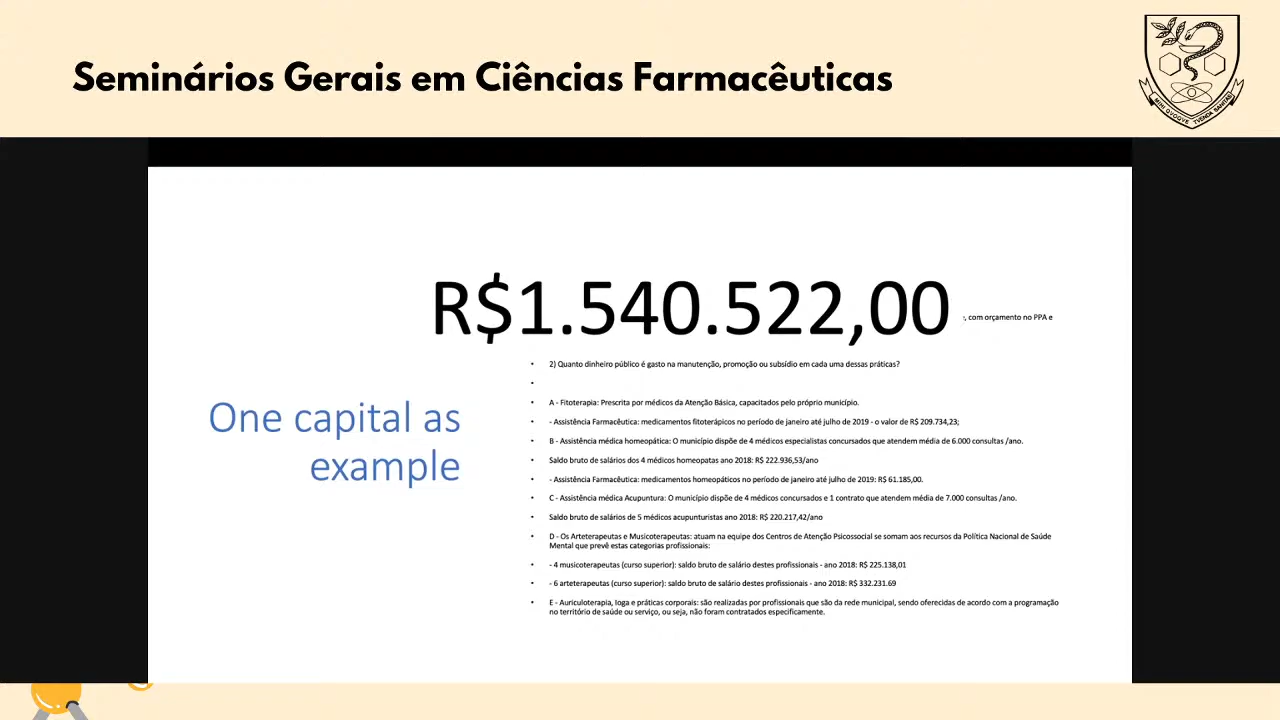 Seminários Gerais em Ciências Farmacêuticas
R$1.540.522,00
, com orçamento no PPA e
One capital as
example
• 2) Quanto dinheiro público é gasto na manutenção, promoção ou subsídio em cada uma dessas práticas?
•
• A - Fitoterapia: Prescrita por médicos da Atenção Básica, capacitados pelo próprio município.
• - Assistência Farmacêutica: medicamentos fitoterápicos no período de janeiro até julho de 2019 - o valor de R$ 209.734,23;
• B - Assistência médica homeopática: O município dispõe de 4 médicos especialistas concursados que atendem média de 6.000 consultas /ano.
• Saldo bruto de salários dos 4 médicos homeopatas ano 2018: R$ 222.936,53/ano
• - Assistência Farmacêutica: medicamentos homeopáticos no período de janeiro até julho de 2019: R$ 61.185,00.
• C - Assistência médica Acupuntura: O município dispõe de 4 médicos concursados e 1 contrato que atendem média de 7.000 consultas /ano.
• Saldo bruto de salários de 5 médicos acupunturistas ano 2018: R$ 220.217,42/ano
• D - Os Arteterapeutas e Musicoterapeutas: atuam na equipe dos Centros de Atenção Psicossocial se somam aos recursos da Política Nacional de Saúde
Mental que prevê estas categorias profissionais:
• - 4 musicoterapeutas (curso superior): saldo bruto de salário destes profissionais - ano 2018: R$ 225.138,01
• - 6 arteterapeutas (curso superior): saldo bruto de salário destes profissionais - ano 2018: R$ 332.231.69
• E - Auriculoterapia, Ioga e práticas corporais: são realizadas por profissionais que são da rede municipal, sendo oferecidas de acordo com a programação
no território de saúde ou serviço, ou seja, não foram contratados especificamente.